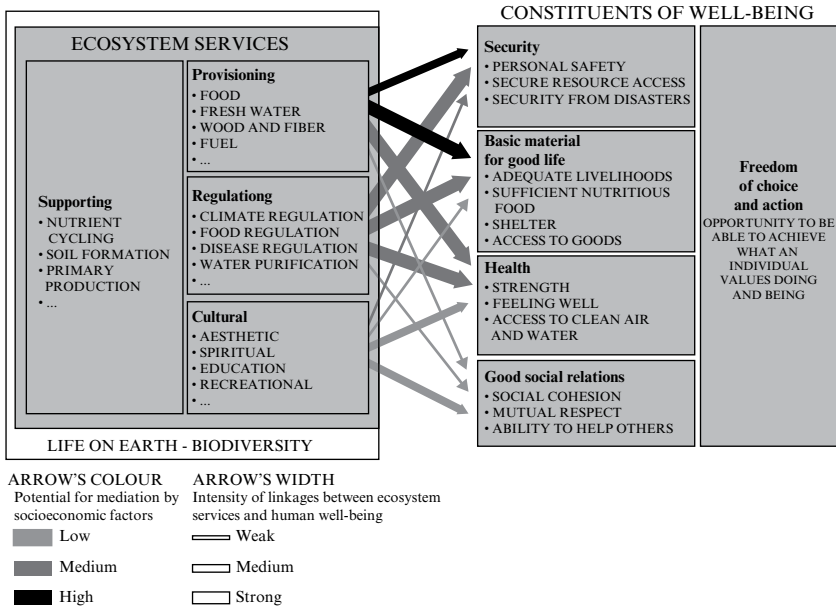 CONSTITUENTS OF WELL-BEING
ECOSYSTEM SERVICES
Supporting
• NUTRIENT
CYCLING
• SOIL FORMATION
• PRIMARY
PRODUCTION
• ...
Provisioning
• FOOD
• FRESH WATER
• WOOD AND FIBER
• FUEL
• ...
Regulationg
• CLIMATE REGULATION
• FOOD REGULATION
• DISEASE REGULATION
• WATER PURIFICATION
• ...
Cultural
• AESTHETIC
• SPIRITUAL
• EDUCATION
• RECREATIONAL
• ...
LIFE ON EARTH - BIODIVERSITY
Security
• PERSONAL SAFETY
• SECURE RESOURCE ACCESS
• SECURITY FROM DISASTERS
Basic material
for good life
• ADEQUATE LIVELIHOODS
• SUFFICIENT NUTRITIOUS
FOOD
• SHELTER
• ACCESS TO GOODS
Health
• STRENGTH
• FEELING WELL
• ACCESS TO CLEAN AIR
AND WATER
Good social relations
• SOCIAL COHESION
• MUTUAL RESPECT
• ABILITY TO HELP OTHERS
Freedom
of choice
and action
OPPORTUNITY TO BE
ABLE TO ACHIEVE
WHAT AN
INDIVIDUAL
VALUES DOING
AND BEING
ARROW'S COLOUR
Potential for mediation by
socioeconomic factors
Low
Medium
High
ARROW'S WIDTH
Intensity of linkages between ecosystem
services and human well-being
Weak
Medium
Strong